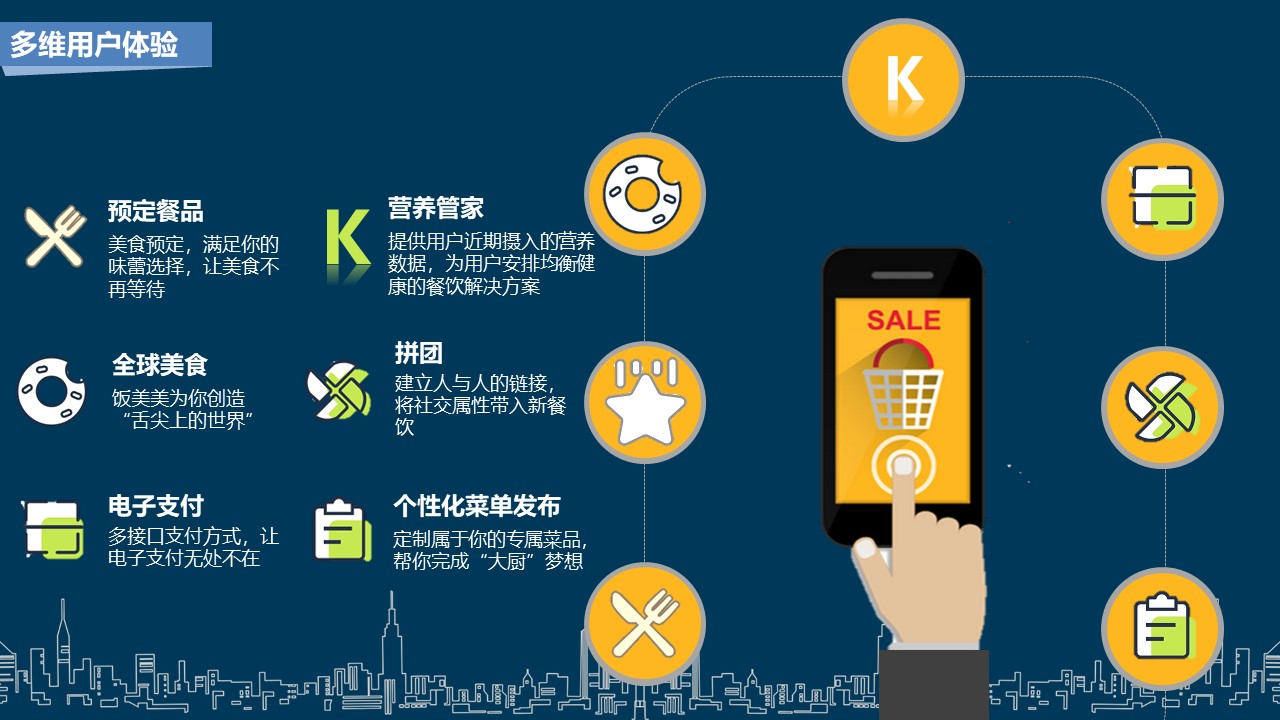 多维用户体验
K
预定餐品
美食预定，满足你的
味蕾选择，让美食不
再等待
K
营养管家
提供用户近期摄入的营养
数据，为用户安排均衡健
康的餐饮解决方案
全球美食
饭美美为你创造
“舌尖上的世界”
拼团
建立人与人的链接，
将社交属性带入新餐
饮
电子支付
多接口支付方式，让
电子支付无处不在
个性化菜单发布
定制属于你的专属菜品，
帮你完成“大厨”梦想
SALE